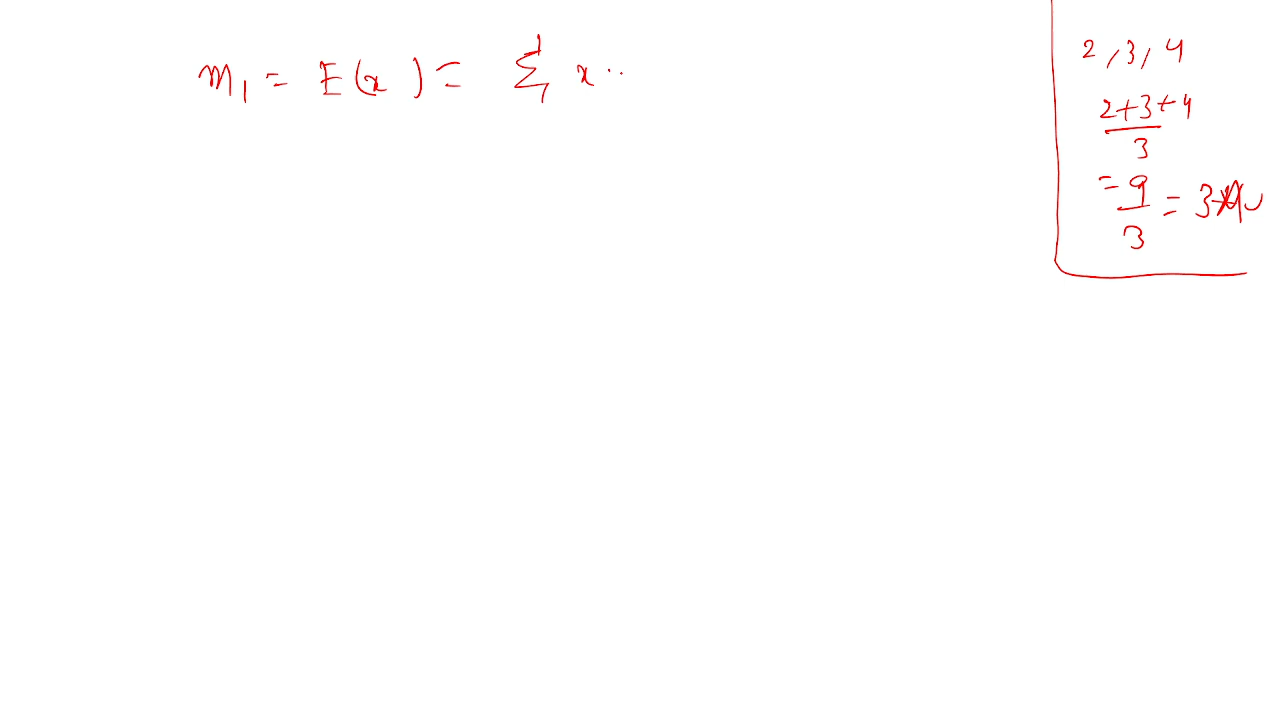 m₁ = E(x) = Σ x ..
2, 3, 4
2+3+4
3
= 9
3
= 3